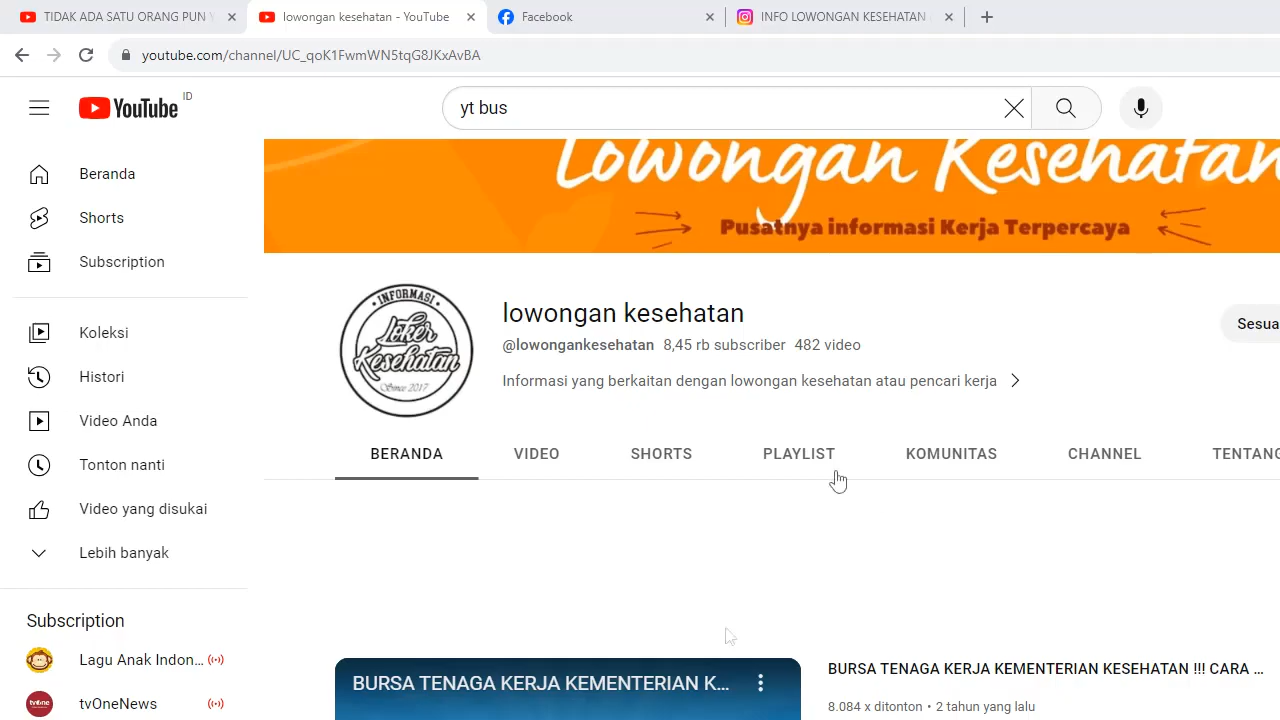 TIDAK ADA SATU ORANG PUN Y
lowongan kesehatan - YouTube
Facebook
INFO LOWONGAN KESEHATAN
youtube.com/channel/UC_qoK1FwmWN5tqG8JKxAvBA
YouTube ID
yt bus
Beranda
Shorts
Subscription
Koleksi
Histori
Video Anda
Tonton nanti
Video yang disukai
Lebih banyak
Subscription
Lagu Anak Indon...
tvOneNews
Lowongan Kesehatan
Pusatnya informasi Kerja Terpercaya
INFORMASI
Loker
Kesehatan
Since 2017
lowongan kesehatan
@lowongankesehatan 8,45 rb subscriber 482 video
Informasi yang berkaitan dengan lowongan kesehatan atau pencari kerja
Sesua
BERANDA VIDEO SHORTS PLAYLIST KOMUNITAS CHANNEL TENTANG
BURSA TENAGA KERJA KEMENTERIAN K...
BURSA TENAGA KERJA KEMENTERIAN KESEHATAN !!! CARA ...
8.084 x ditonton • 2 tahun yang lalu